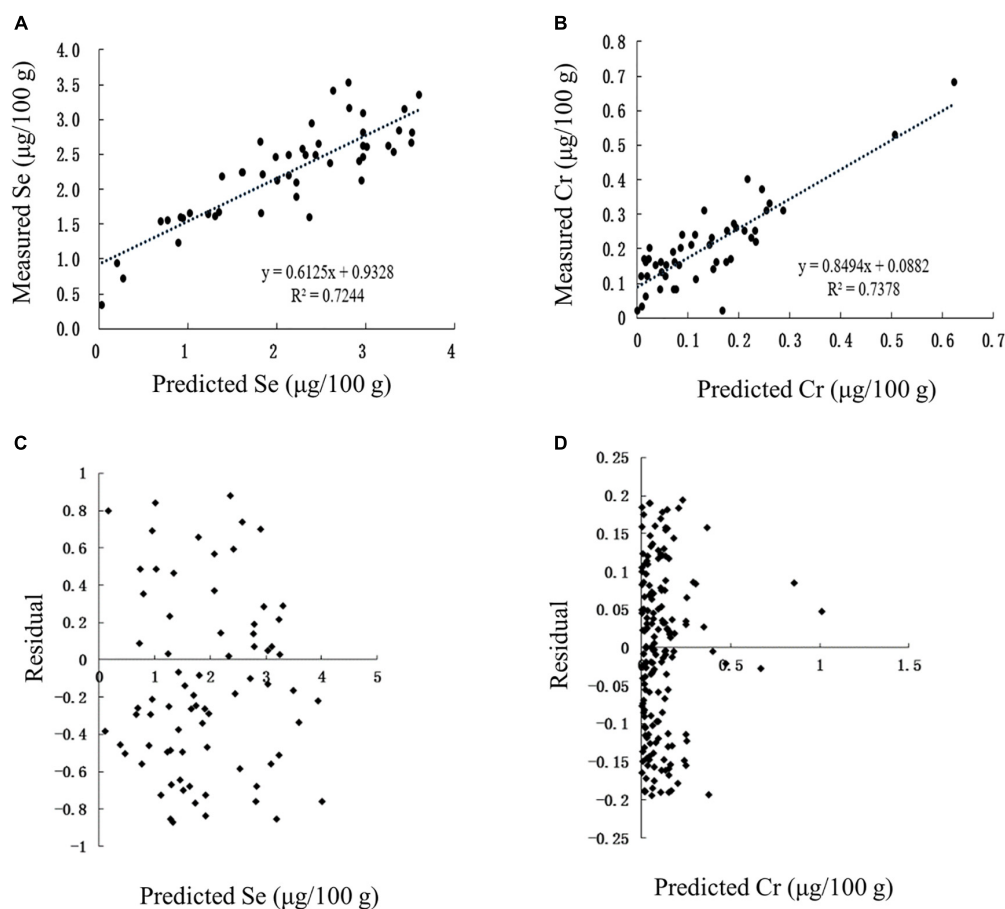 A
Measured Se (μg/100 g)
4.0
3.5
3.0
2.5
2.0
1.5
1.0
0.5
0.0
y = 0.6125x + 0.9328
R² = 0.7244
0 1 2 3 4
Predicted Se (μg/100 g)
B
Measured Cr (μg/100 g)
0.8
0.7
0.6
0.5
0.4
0.3
0.2
0.1
0
y = 0.8494x + 0.0882
R² = 0.7378
0 0.1 0.2 0.3 0.4 0.5 0.6 0.7
Predicted Cr (μg/100 g)
C
Residual
1
0.8
0.6
0.4
0.2
0
-0.2
-0.4
-0.6
-0.8
-1
0 1 2 3 4 5
Predicted Se (μg/100 g)
D
Residual
0.25
0.2
0.15
0.1
0.05
0
-0.05
-0.1
-0.15
-0.2
-0.25
0 0.5 1 1.5
Predicted Cr (μg/100 g)